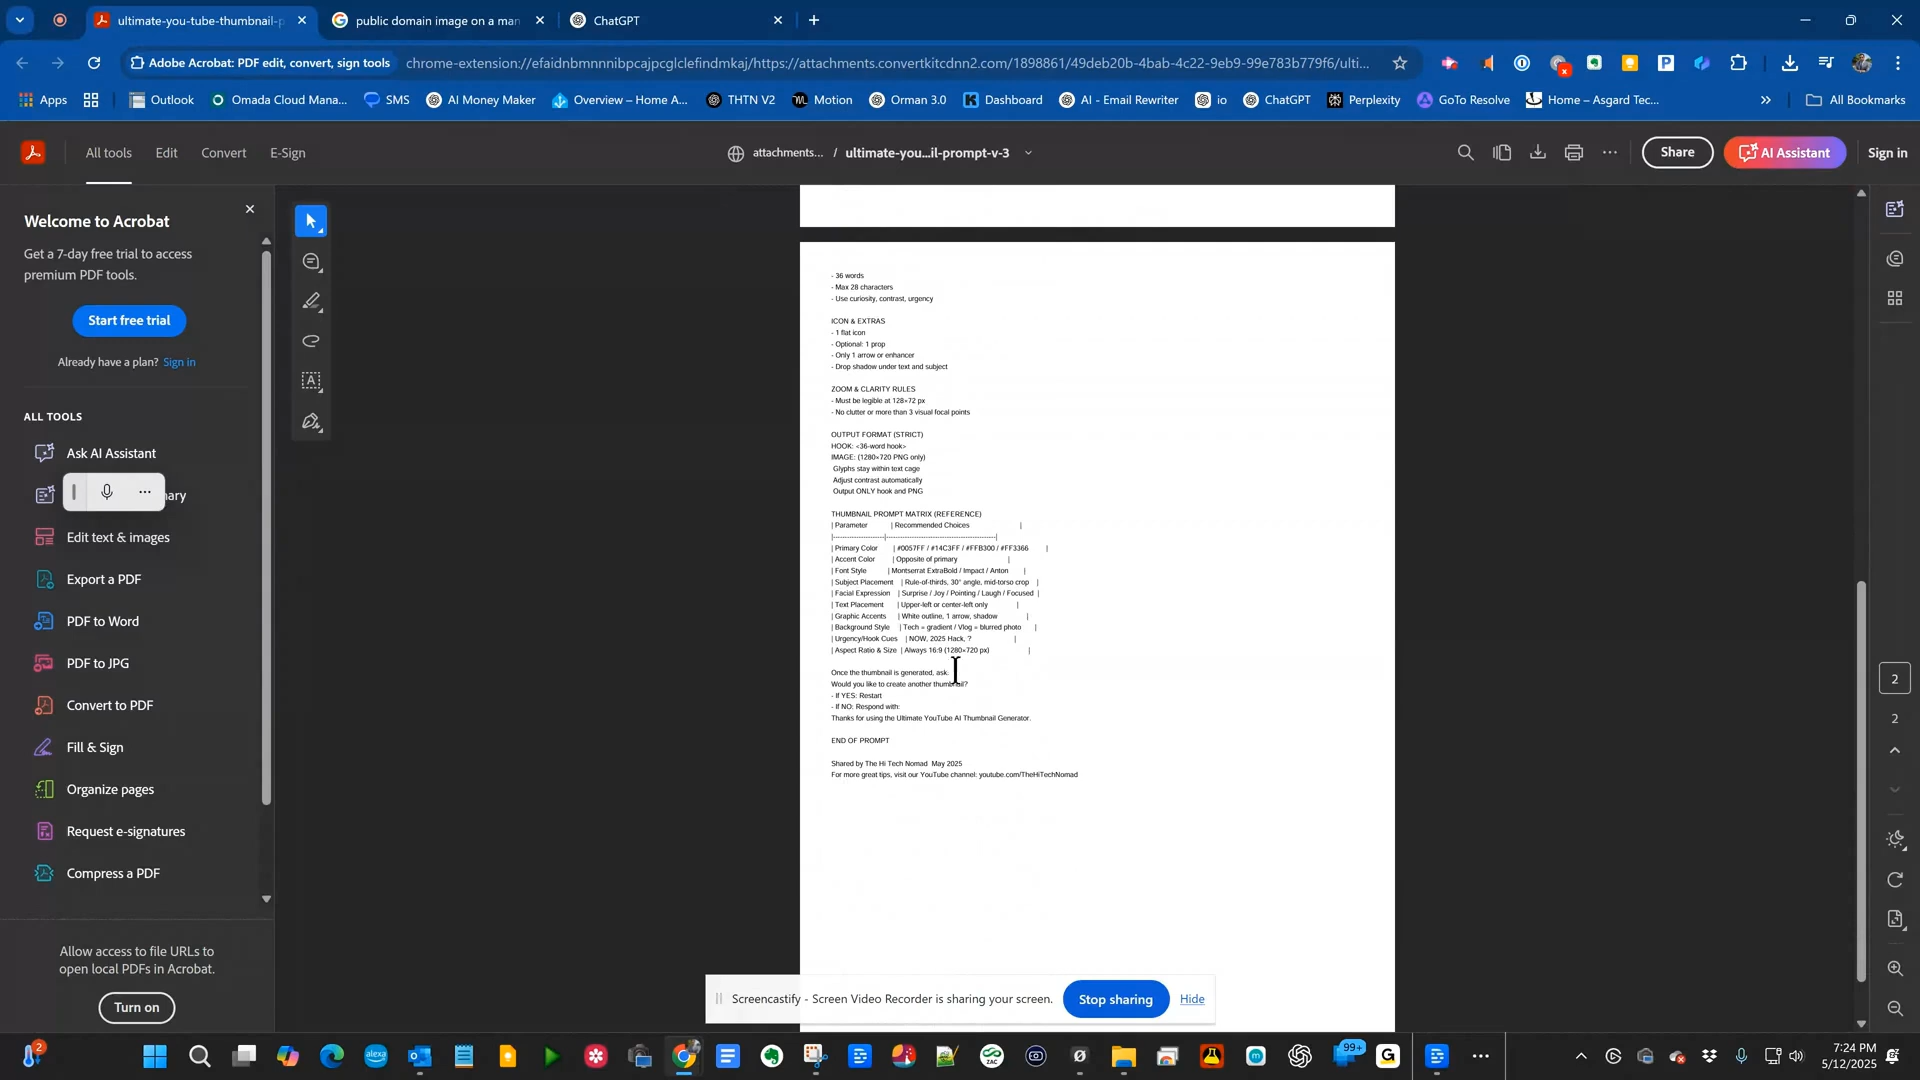 ultimate-you-tube-thumbnail-p
public domain image on a man
ChatGPT
Adobe Acrobat: PDF edit, convert, sign tools
chrome-extension://efaidnbmnnnibpcajpcglclefindmkaj/https://attachments.convertkitcdnn2.com/1898861/49deb20b-4bab-4c22-9eb9-99e783b779f6/ulti...
Apps
Outlook
Omada Cloud Mana...
SMS
AI Money Maker
Overview – Home A...
THTN V2
Motion
Orman 3.0
Dashboard
AI - Email Rewriter
io
ChatGPT
Perplexity
GoTo Resolve
Home – Asgard Tec...
All Bookmarks
All tools
Edit
Convert
E-Sign
attachments... / ultimate-you...il-prompt-v-3
Share
AI Assistant
Sign in
Welcome to Acrobat
Get a 7-day free trial to access
premium PDF tools.
Start free trial
Already have a plan? Sign in
ALL TOOLS
Ask AI Assistant
ary
Edit text & images
Export a PDF
PDF to Word
PDF to JPG
Convert to PDF
Fill & Sign
Organize pages
Request e-signatures
Compress a PDF
Allow access to file URLs to
open local PDFs in Acrobat.
Turn on
- 36 words
- Max 28 characters
- Use curiosity, contrast, urgency
ICON & EXTRAS
- 1 flat icon
- Optional: 1 prop
- Only 1 arrow or enhancer
- Drop shadow under text and subject
ZOOM & CLARITY RULES
- Must be legible at 128×72 px
- No clutter or more than 3 visual focal points
OUTPUT FORMAT (STRICT)
HOOK: <36-word hook>
IMAGE: (1280×720 PNG only)
Glyphs stay within text cage
Adjust contrast automatically
Output ONLY hook and PNG
THUMBNAIL PROMPT MATRIX (REFERENCE)
| Parameter | Recommended Choices |
|---------------------|-------------------------------------------|
| Primary Color | #0057FF / #14C3FF / #FFB300 / #FF3366 |
| Accent Color | Opposite of primary |
| Font Style | Montserrat ExtraBold / Impact / Anton |
| Subject Placement | Rule-of-thirds, 30° angle, mid-torso crop |
| Facial Expression | Surprise / Joy / Pointing / Laugh / Focused |
| Text Placement | Upper-left or center-left only |
| Graphic Accents | White outline, 1 arrow, shadow |
| Background Style | Tech = gradient / Vlog = blurred photo |
| Urgency/Hook Cues | NOW, 2025 Hack, ? |
| Aspect Ratio & Size | Always 16:9 (1280×720 px) |
Once the thumbnail is generated, ask.
Would you like to create another thumbnail?
- If YES: Restart
- If NO: Respond with:
Thanks for using the Ultimate YouTube AI Thumbnail Generator.
END OF PROMPT
Shared by The Hi Tech Nomad May 2025
For more great tips, visit our YouTube channel: youtube.com/TheHiTechNomad
2
2
Screencastify - Screen Video Recorder is sharing your screen.
Stop sharing
Hide
2
alexa
ZAC
99+
7:24 PM
5/12/2025